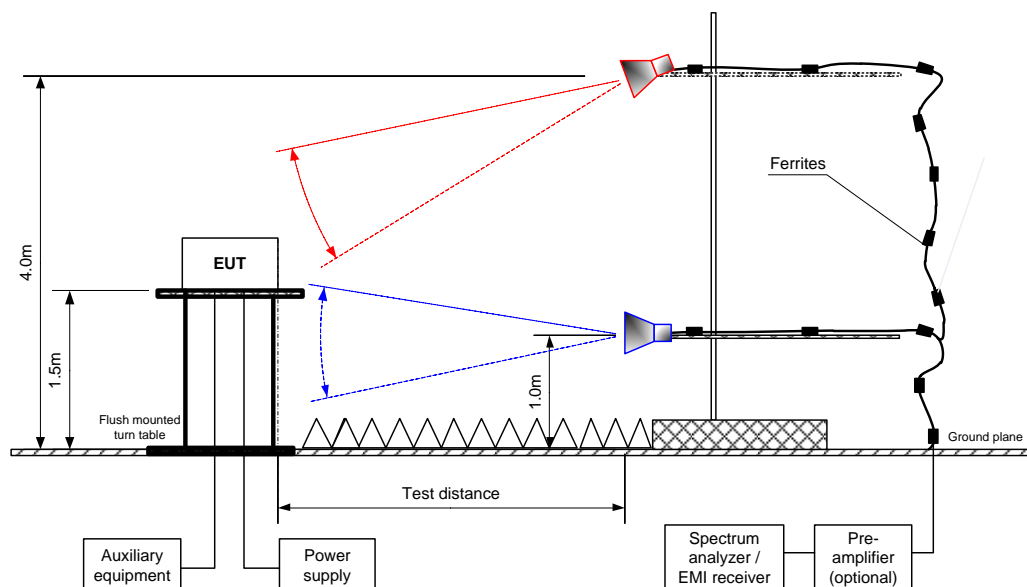 4.0m
Ferrites
EUT
1.5m
1.0m
Flush mounted
turn table
Ground plane
Test distance
Auxiliary
equipment
Power
supply
Spectrum
analyzer /
EMI receiver
Pre-
amplifier
(optional)